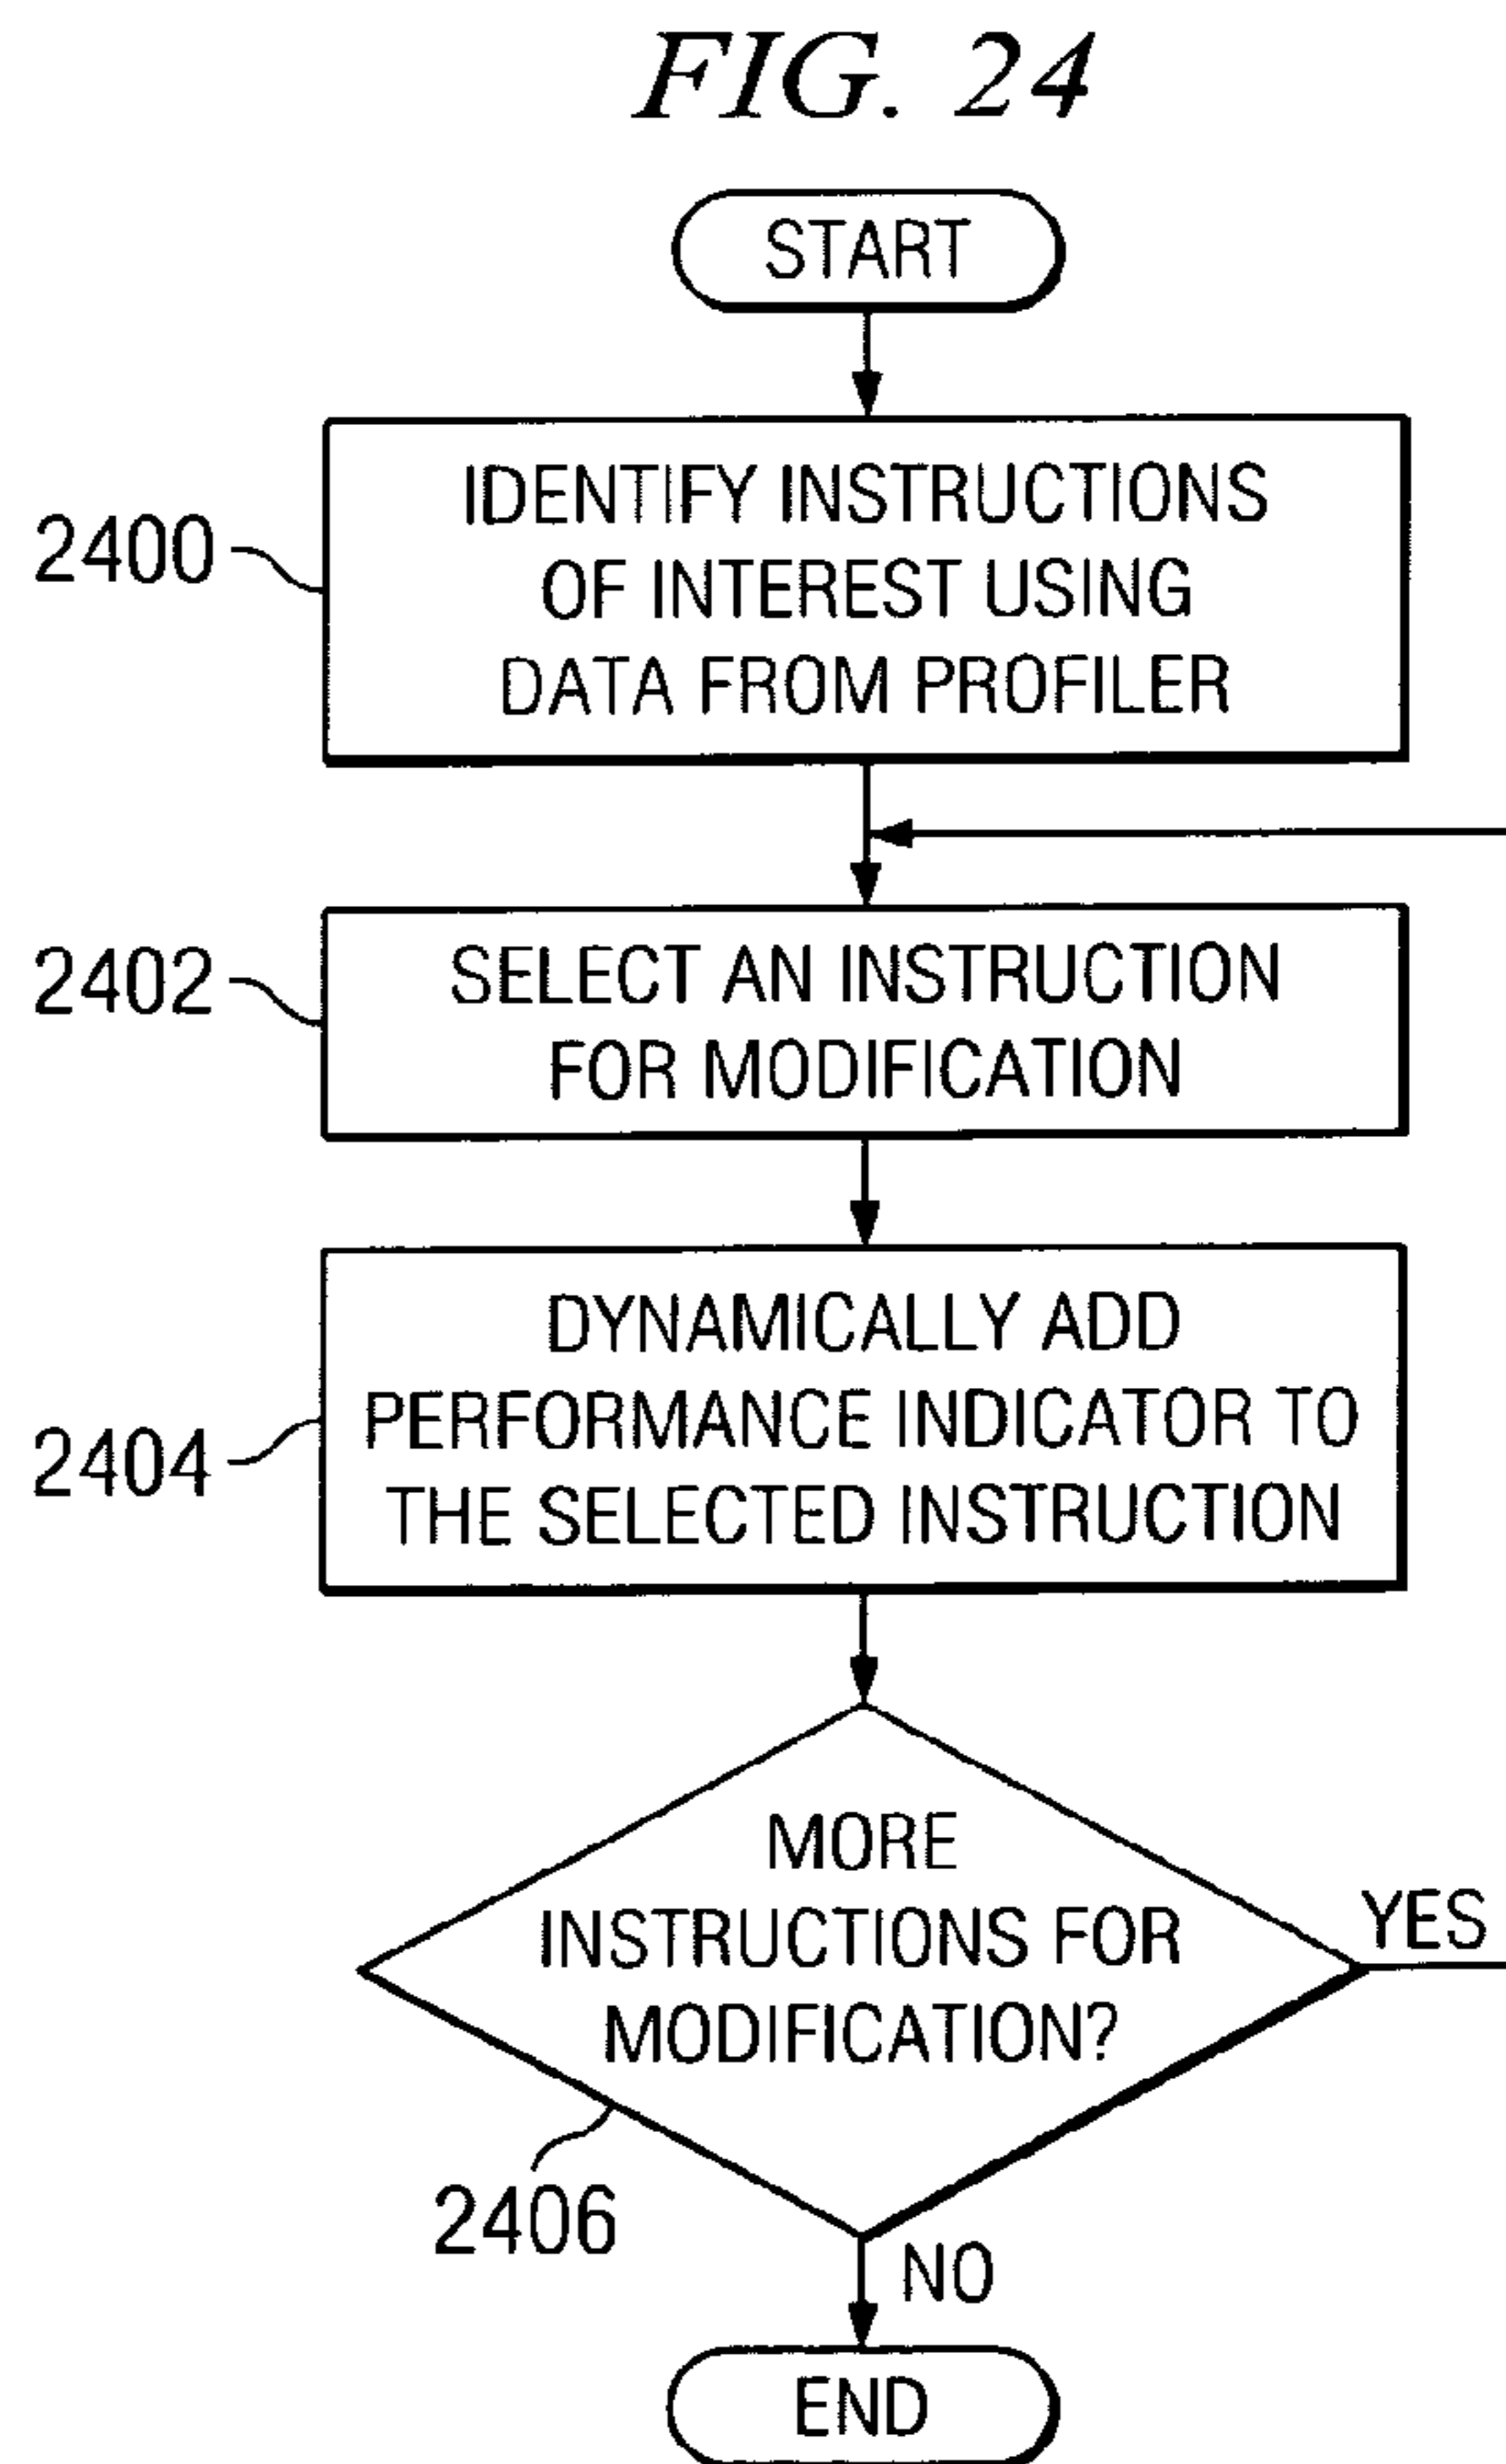 FIG. 24
START
2400
IDENTIFY INSTRUCTIONS
OF INTEREST USING
DATA FROM PROFILER
2402
SELECT AN INSTRUCTION
FOR MODIFICATION
2404
DYNAMICALLY ADD
PERFORMANCE INDICATOR TO
THE SELECTED INSTRUCTION
MORE
INSTRUCTIONS FOR
MODIFICATION?
YES
2406
NO
END